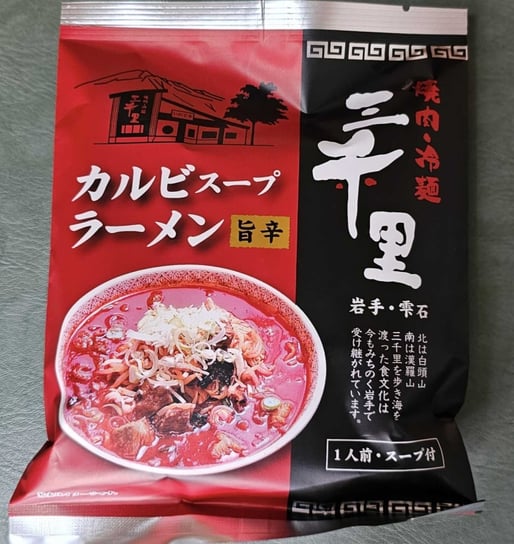 焼肉・冷麺
三千里
カルビスープ
ラーメン
旨辛
岩手・雫石
北は白頭山
南は漢羅山
三千里を歩き海を
渡った食文化は
今もみちのく岩手で
受け継がれています。
1人前・スープ付